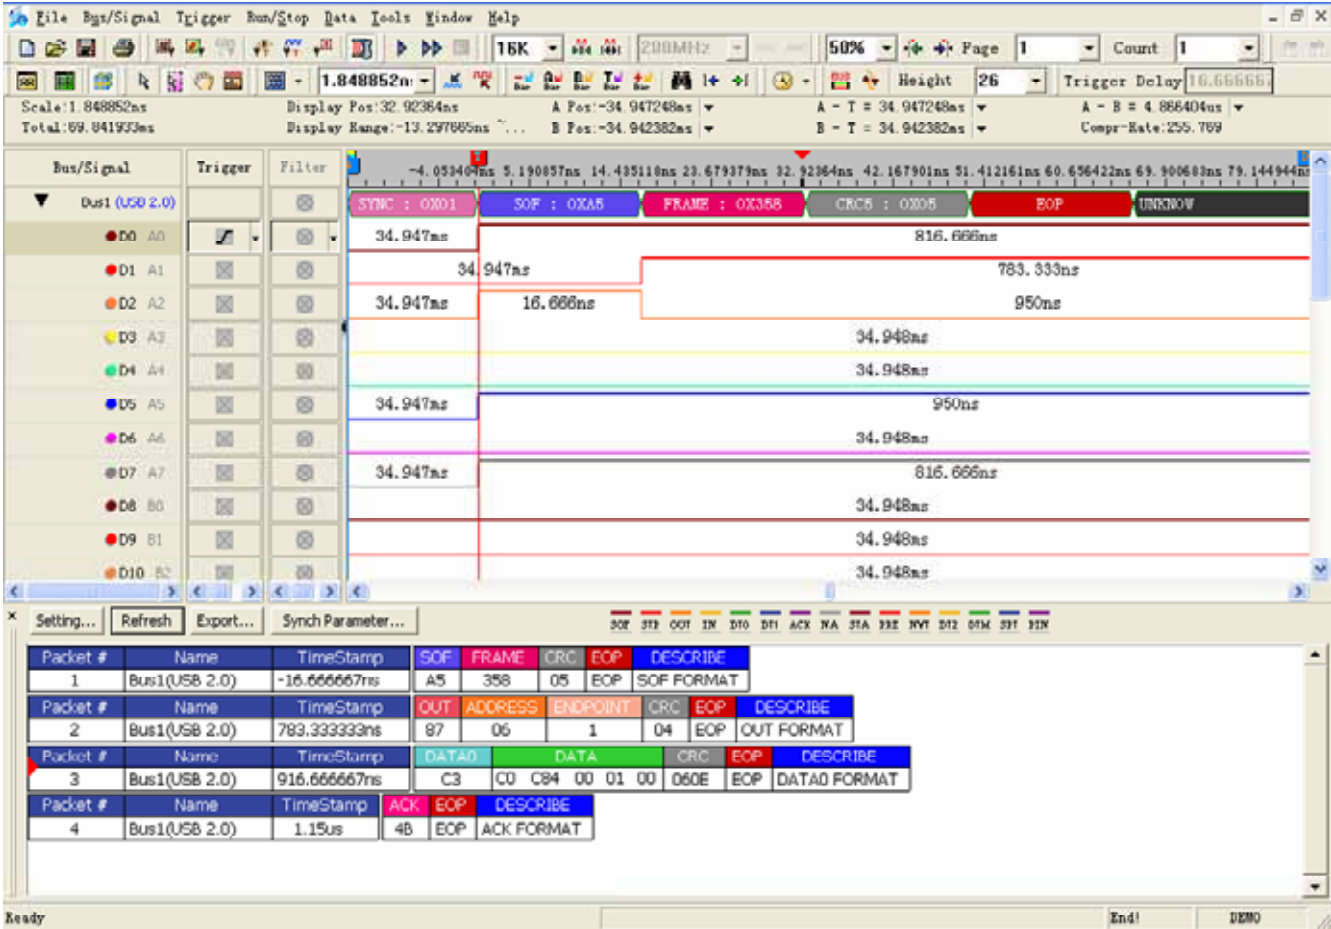 File Bus/Signal Trigger Run/Stop Data Tools Window Help
16K 200MHz 50% Page 1 Count 1
1.848852n: Height 26 Trigger Delay 16.66666
Scale:1.848852ns Display Pos:32.92364ns A Pos:-34.947248ms A - T = 34.947248ms A - B = 4.866404us
Total:69.841933ms Display Range:-13.297665ns ~... B Pos:-34.942382ms B - T = 34.942382ms Compr-Rate:255.769
Bus/Signal Trigger Filter -4.053404ns 5.190857ns 14.435118ns 23.679379ns 32.92364ns 42.167901ns 51.412161ns 60.656422ns 69.900683ns 79.144944ns
Bus1 (USB 2.0) SYNC : 0X01 SOF : 0XA5 FRAME : 0X358 CRC5 : 0X05 EOP UNKNOW
D0 A0 34.947ms 816.666ns
D1 A1 34.947ms 783.333ns
D2 A2 34.947ms 16.666ns 950ns
D3 A3 34.948ms
D4 A4 34.948ms
D5 A5 34.947ms 950ns
D6 A6 34.948ms
D7 A7 34.947ms 816.666ns
D8 B0 34.948ms
D9 B1 34.948ms
D10 B2 34.948ms
Setting... Refresh Export... Synch Parameter... SOF STP OUT IN DT0 DT1 ACK NA STA PRE NYT DT2 DTM SPT PIN
Packet # Name TimeStamp SOF FRAME CRC EOP DESCRIBE
1 Bus1(USB 2.0) -16.666667ns A5 358 05 EOP SOF FORMAT
Packet # Name TimeStamp OUT ADDRESS ENDPOINT CRC EOP DESCRIBE
2 Bus1(USB 2.0) 783.333333ns 87 06 1 04 EOP OUT FORMAT
Packet # Name TimeStamp DATA0 DATA CRC EOP DESCRIBE
3 Bus1(USB 2.0) 916.666667ns C3 C0 C84 00 01 00 060E EOP DATA0 FORMAT
Packet # Name TimeStamp ACK EOP DESCRIBE
4 Bus1(USB 2.0) 1.15us 4B EOP ACK FORMAT
Ready End! DEMO